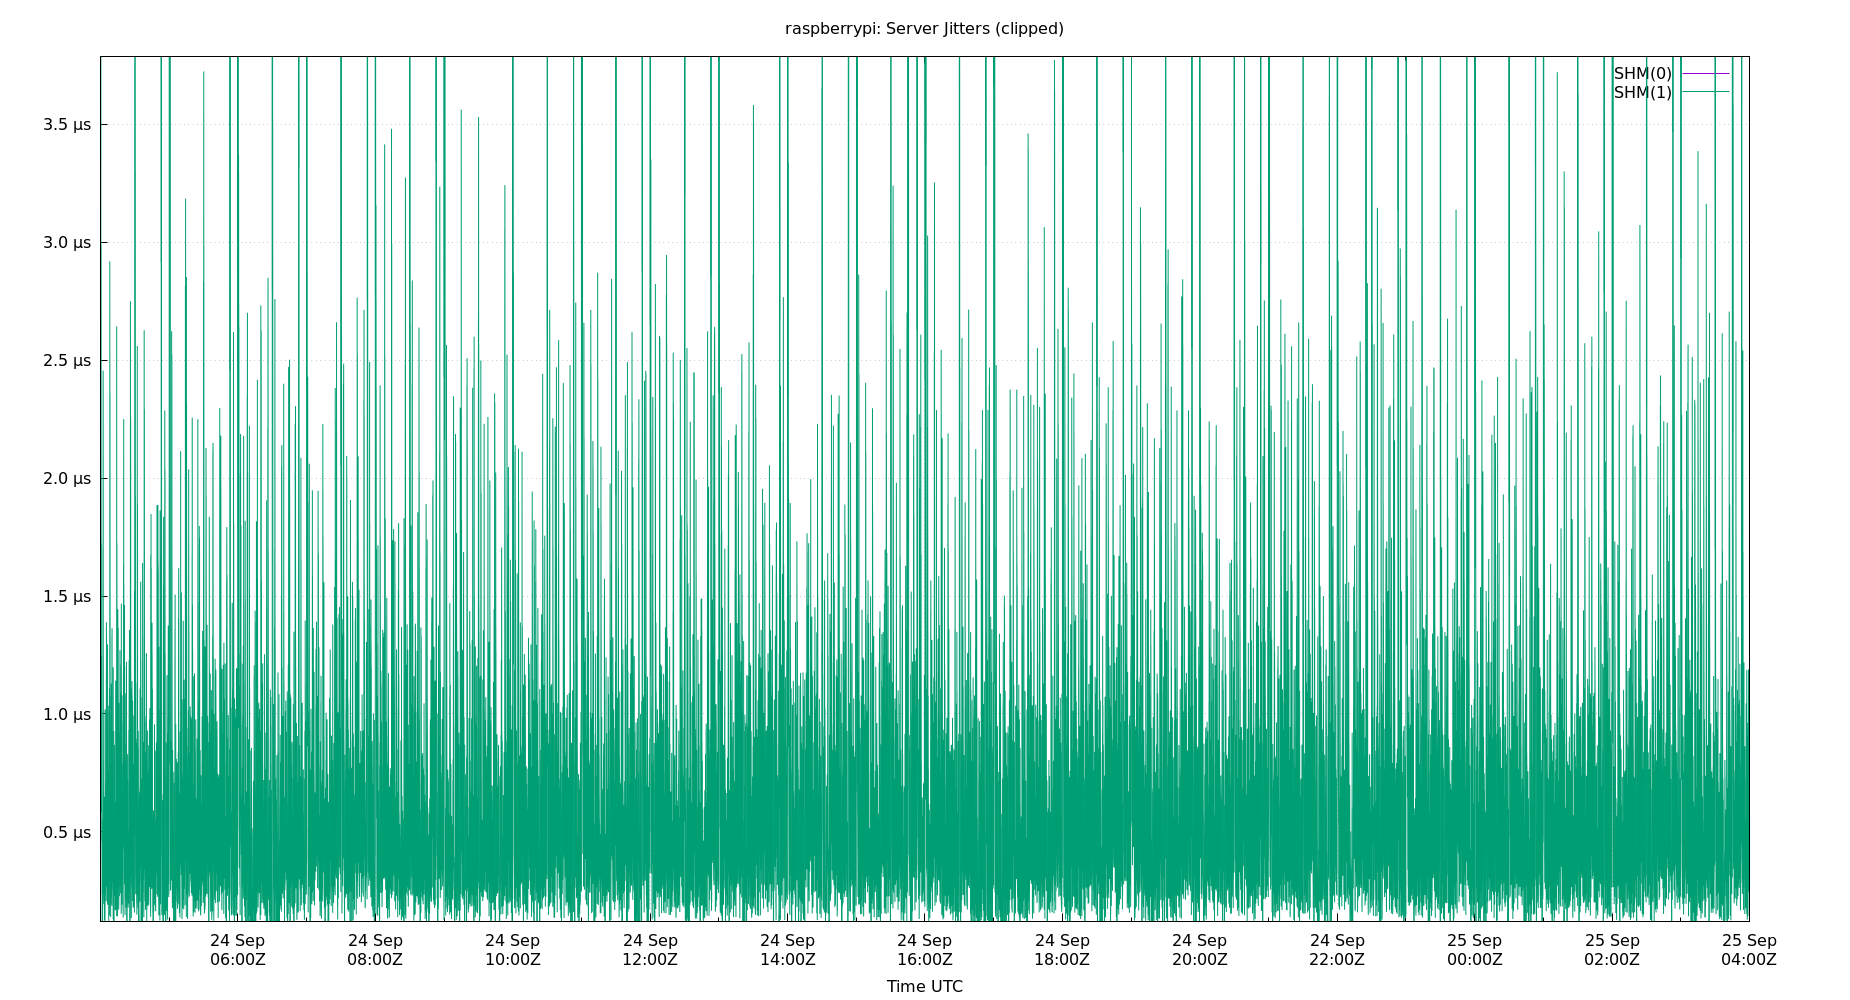 raspberrypi: Server Jitters (clipped)
SHM(0)
SHM(1)
3.5 µs
3.0 µs
2.5 µs
2.0 µs
1.5 µs
1.0 µs
0.5 µs
24 Sep 24 Sep 24 Sep 24 Sep 24 Sep 24 Sep 24 Sep 24 Sep 24 Sep 25 Sep 25 Sep 25 Sep
06:00Z 08:00Z 10:00Z 12:00Z 14:00Z 16:00Z 18:00Z 20:00Z 22:00Z 00:00Z 02:00Z 04:00Z
Time UTC